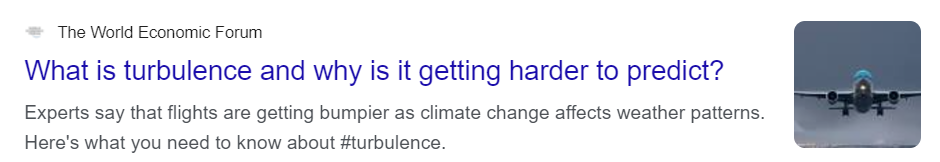 The World Economic Forum
What is turbulence and why is it getting harder to predict?
Experts say that flights are getting bumpier as climate change affects weather patterns.
Here's what you need to know about #turbulence.